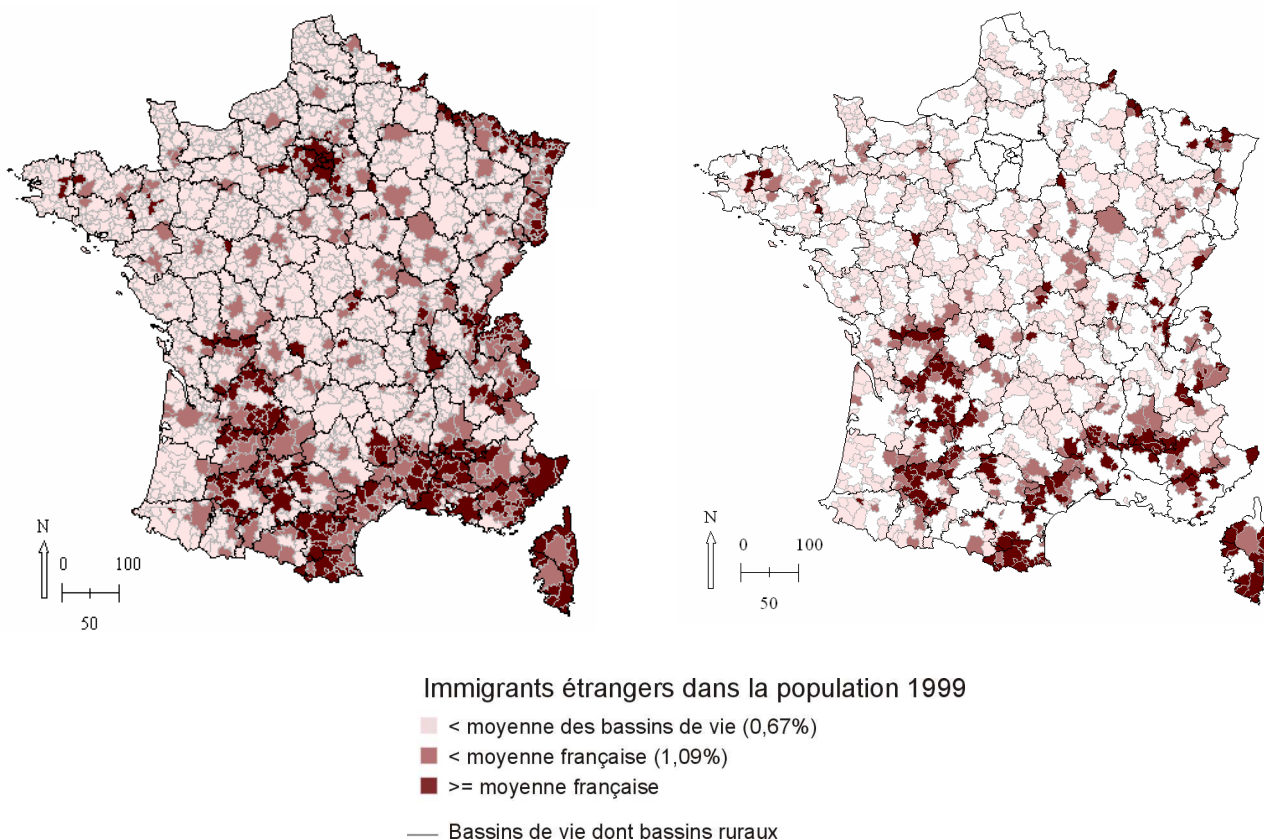 N
0 100
50
N
0 100
50
Immigrants étrangers dans la population 1999
< moyenne des bassins de vie (0,67%)
< moyenne française (1,09%)
>= moyenne française
Bassins de vie dont bassins ruraux